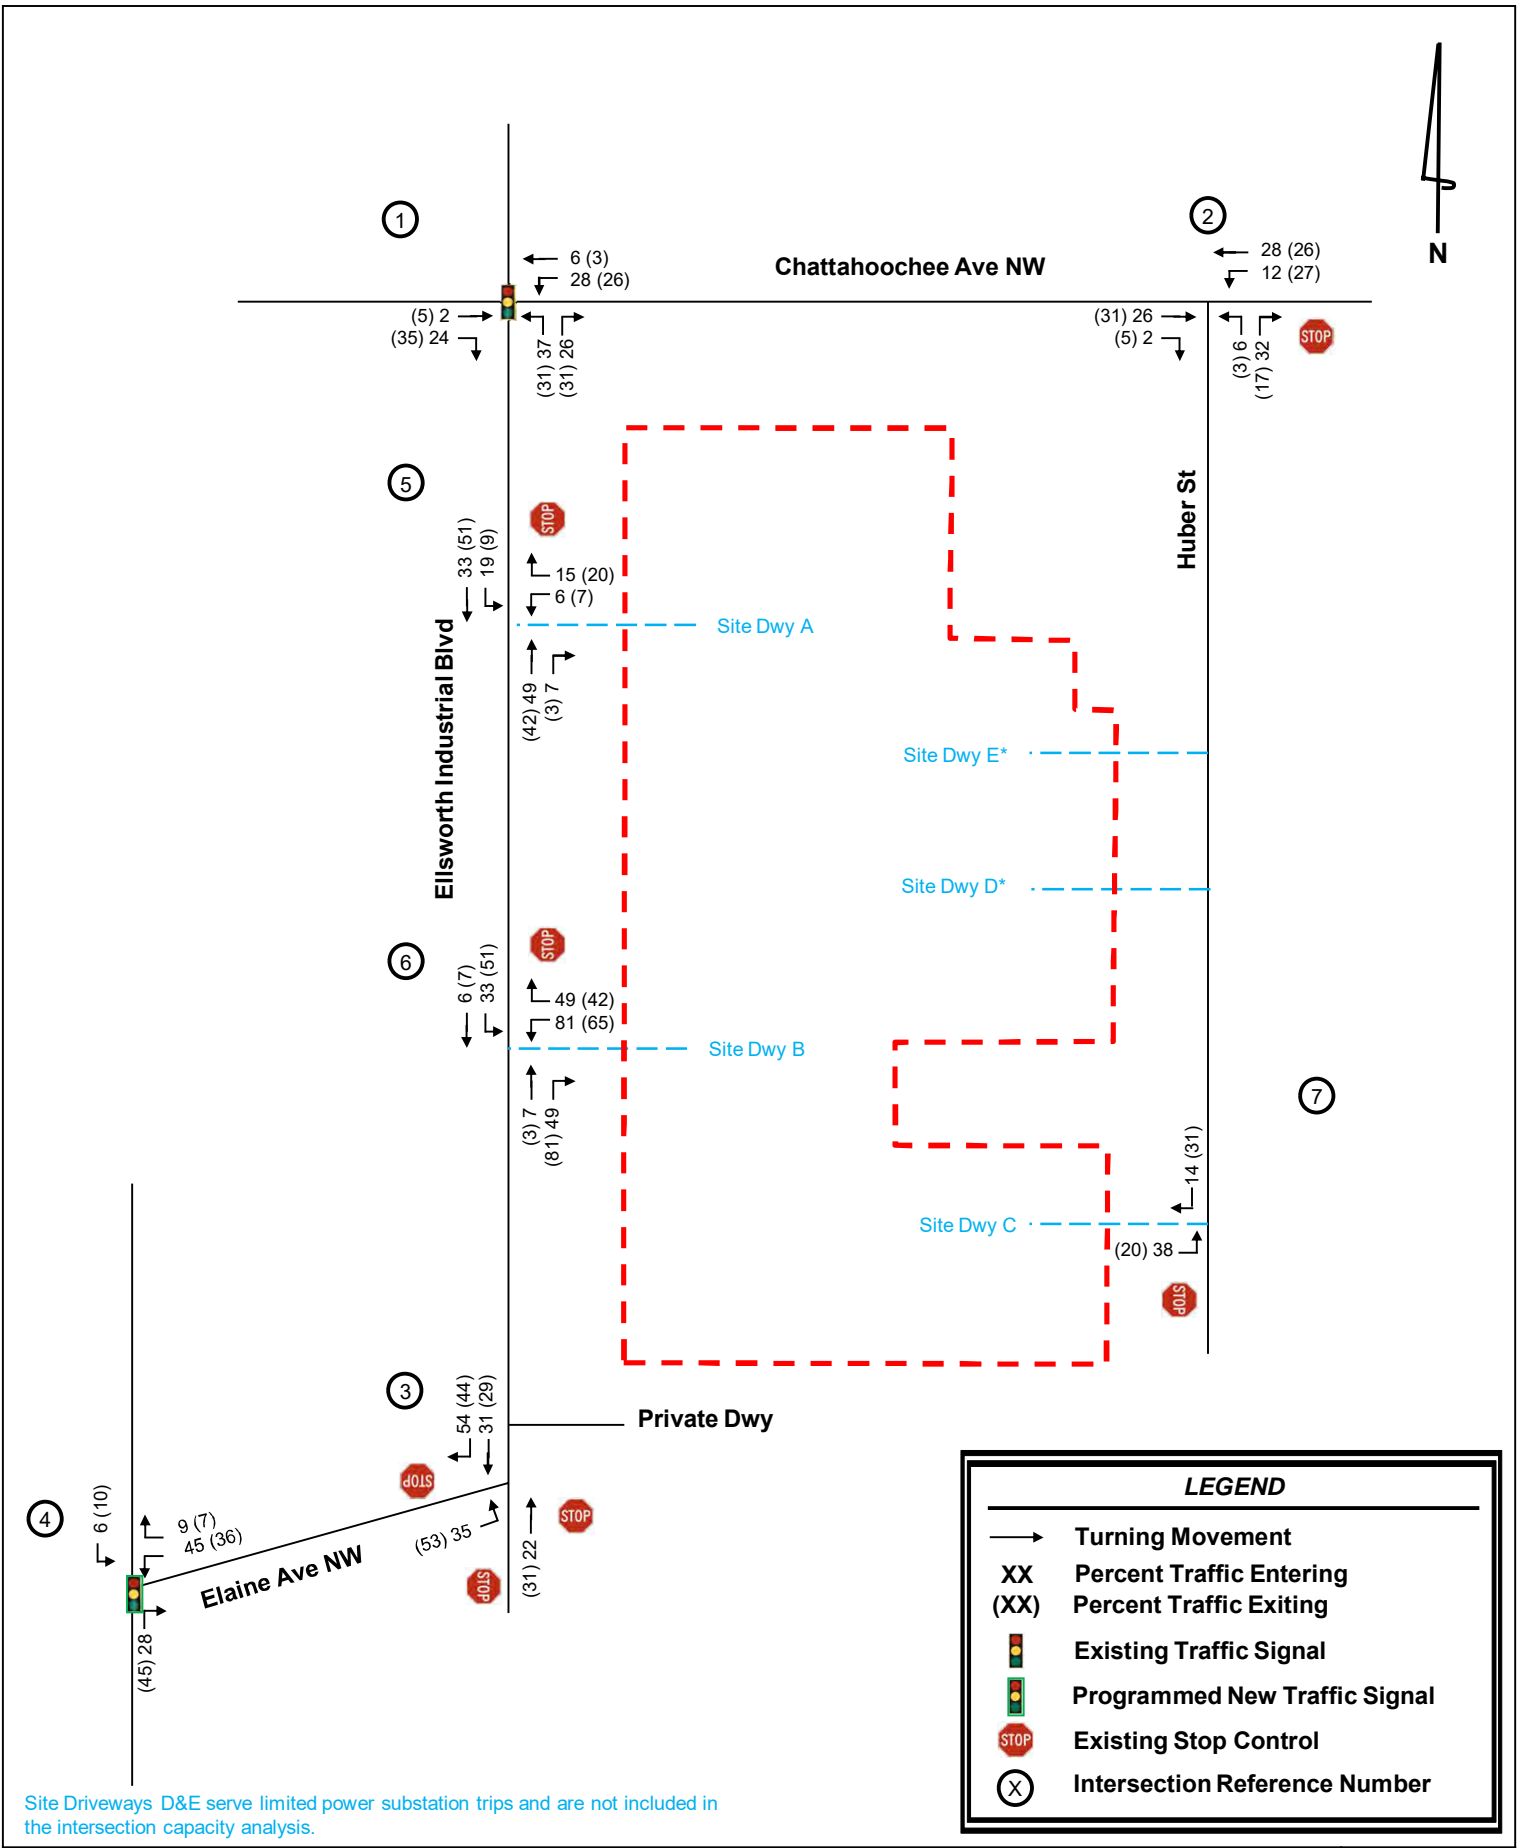 1
2
N
6 (3)
28 (26)
Chattahoochee Ave NW
28 (26)
12 (27)
(5) 2
(35) 24
(31) 37
(31) 26
(31) 26
(5) 2
(3) 6
(17) 32
STOP
5
33 (51)
19 (9)
STOP
15 (20)
6 (7)
Site Dwy A
(42) 49
(3) 7
Ellsworth Industrial Blvd
Huber St
Site Dwy E*
Site Dwy D*
6
6 (7)
33 (51)
STOP
49 (42)
81 (65)
Site Dwy B
(3) 7
(81) 49
7
14 (31)
Site Dwy C
(20) 38
STOP
3
54 (44)
31 (29)
Private Dwy
STOP
4
6 (10)
9 (7)
45 (36)
Elaine Ave NW
(53) 35
STOP
(31) 22
STOP
(45) 28
LEGEND
Turning Movement
XX Percent Traffic Entering
(XX) Percent Traffic Exiting
Existing Traffic Signal
Programmed New Traffic Signal
STOP Existing Stop Control
X Intersection Reference Number
Site Driveways D&E serve limited power substation trips and are not included in
the intersection capacity analysis.